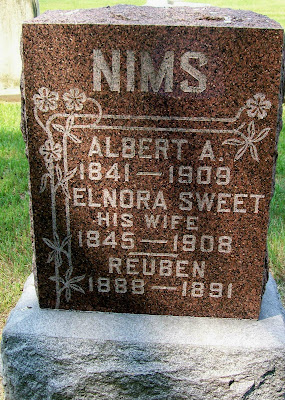 NIMS
ALBERT A.
1841 — 1909
ELNORA SWEET
HIS WIFE
1845 — 1908
REUBEN
1888 — 1891